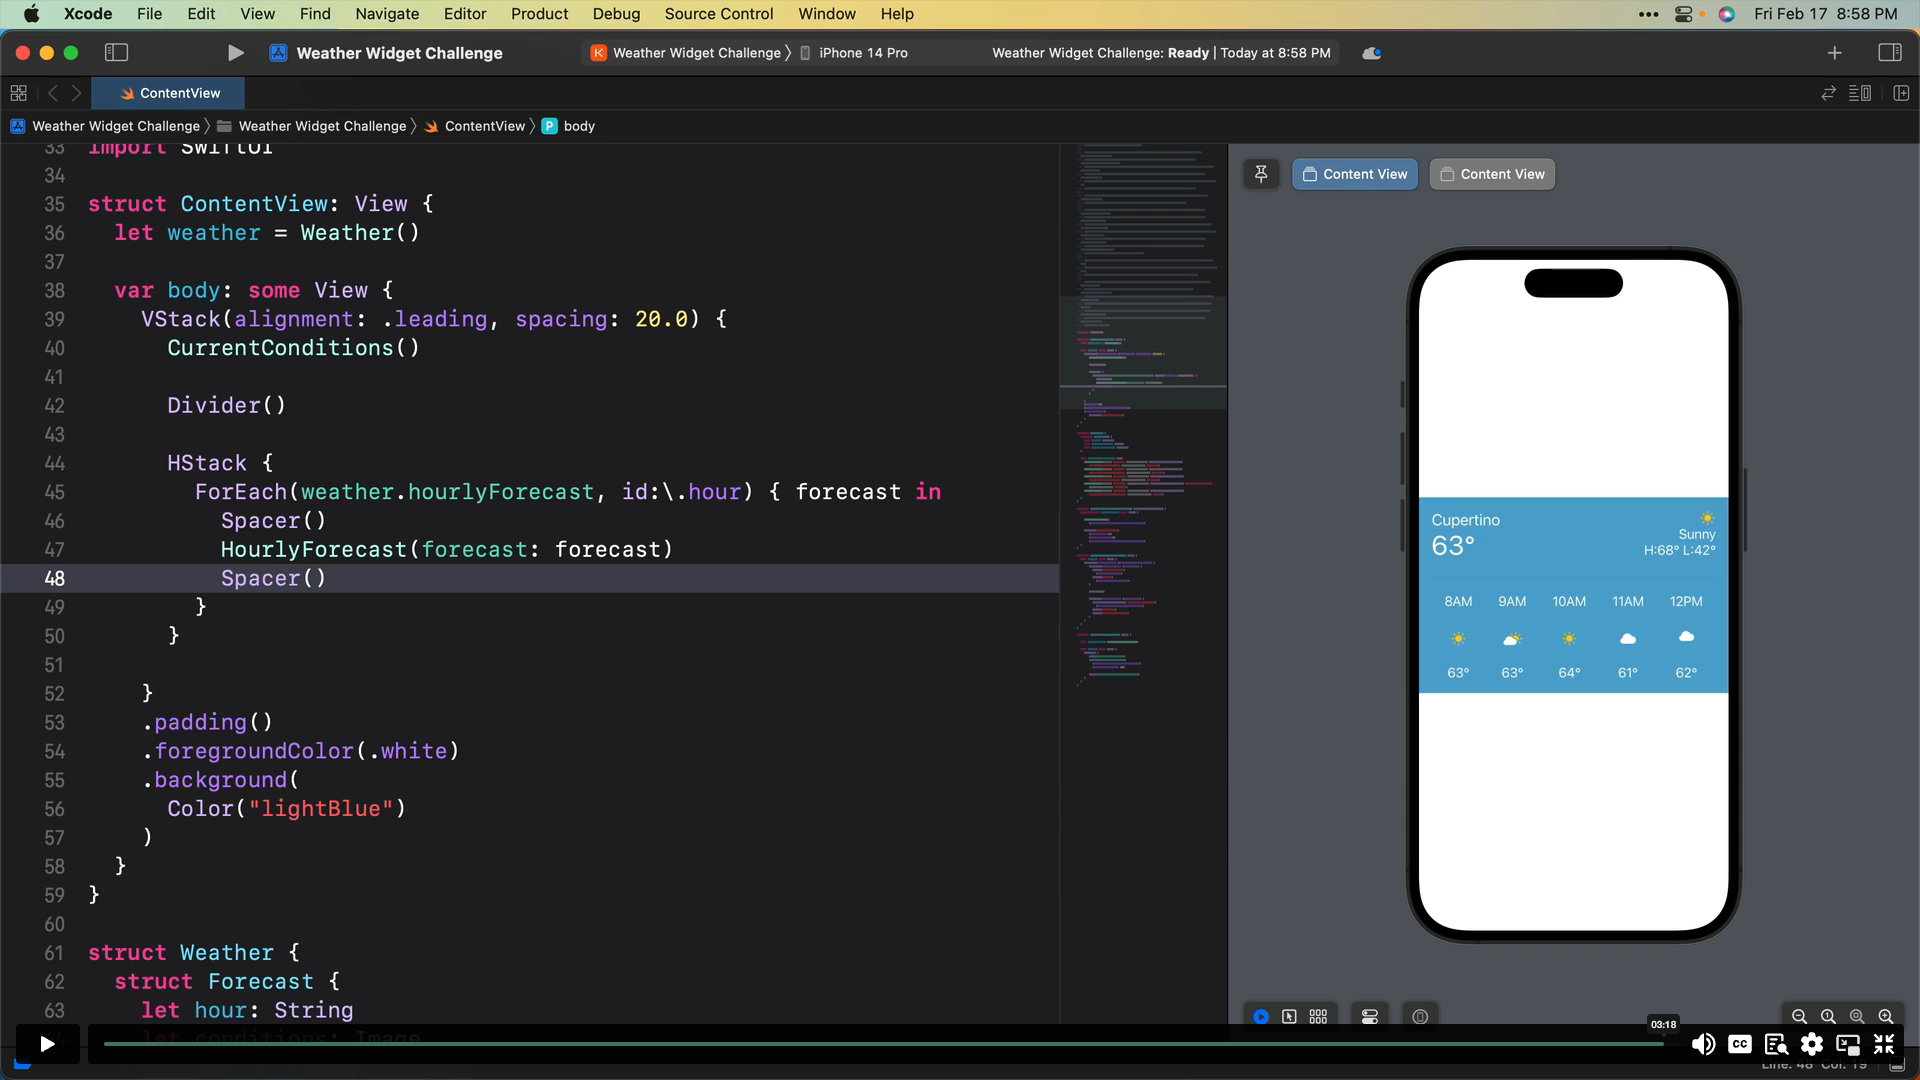 Xcode File Edit View Find Navigate Editor Product Debug Source Control Window Help Fri Feb 17 8:58 PM
Weather Widget Challenge Weather Widget Challenge iPhone 14 Pro Weather Widget Challenge: Ready | Today at 8:58 PM
ContentView
Weather Widget Challenge Weather Widget Challenge ContentView P body
33 import SwiftUI
34
35 struct ContentView: View {
36 let weather = Weather()
37
38 var body: some View {
39 VStack(alignment: .leading, spacing: 20.0) {
40 CurrentConditions()
41
42 Divider()
43
44 HStack {
45 ForEach(weather.hourlyForecast, id:\.hour) { forecast in
46 Spacer()
47 HourlyForecast(forecast: forecast)
48 Spacer()
49 }
50 }
51
52 }
53 .padding()
54 .foregroundColor(.white)
55 .background(
56 Color("lightBlue")
57 )
58 }
59 }
60
61 struct Weather {
62 struct Forecast {
63 let hour: String
let conditions: Image
Content View Content View
Cupertino
63°
Sunny
H:68° L:42°
8AM 9AM 10AM 11AM 12PM
63° 63° 64° 61° 62°
03:18
CC
Line: 48 Col: 19